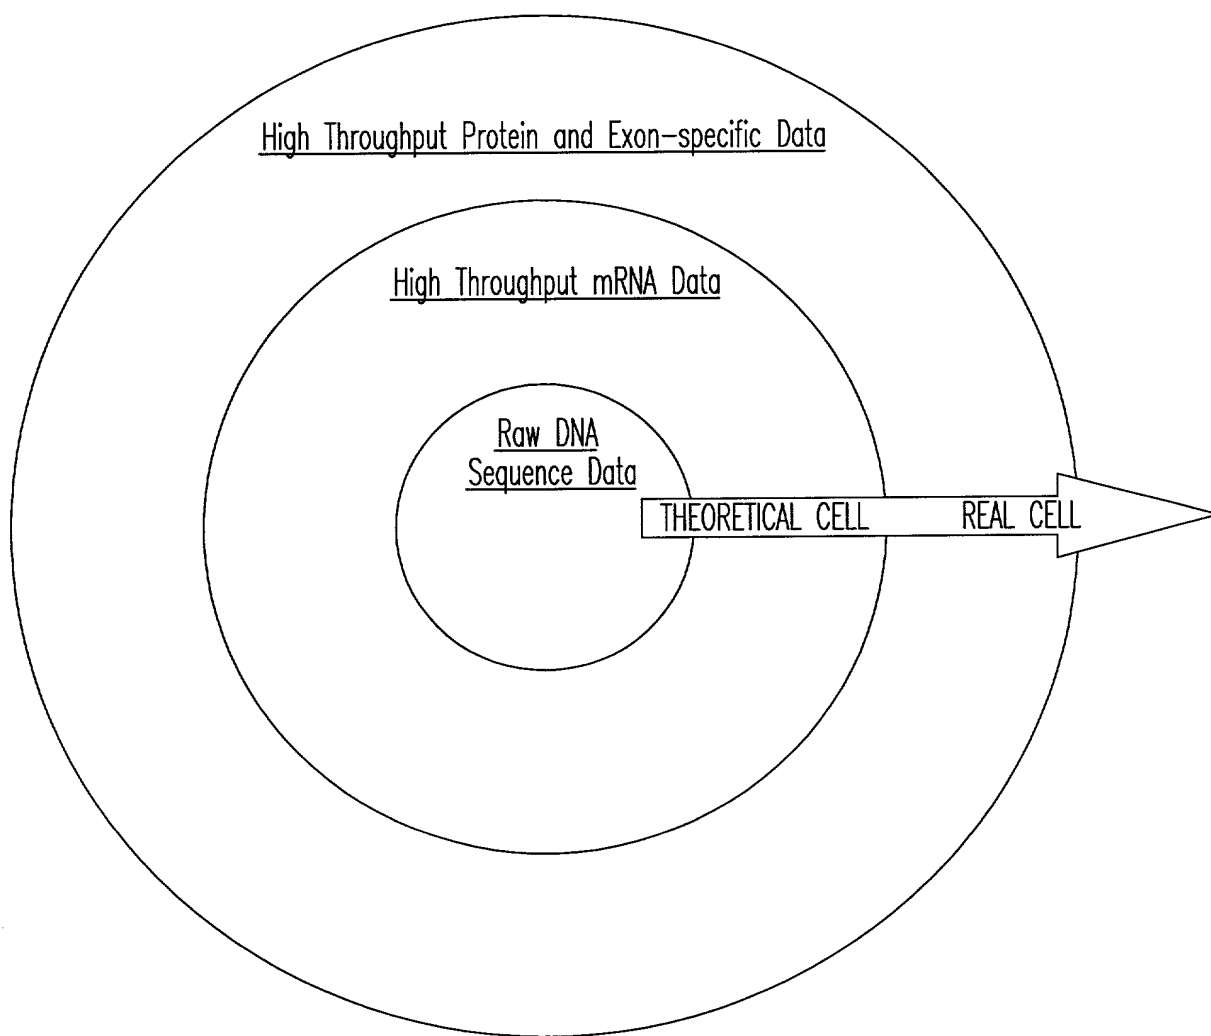 High Throughput Protein and Exon-specific Data
High Throughput mRNA Data
Raw DNA
Sequence Data
THEORETICAL CELL REAL CELL